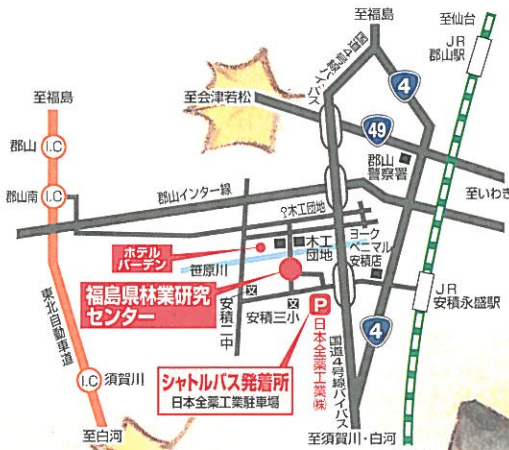 至福島
至仙台
JR
郡山駅
国道4号線バイパス
4
至会津若松
49
至福島
郡山
I.C
郡山
警察署
郡山南
I.C
郡山インター線
至いわき
木工団地
ホテル
バーデン
木工
団地
ヨーク
ベニマル
安積店
笹原川
福島県林業研究
センター
文
安積二中
文
安積三小
P
日本全薬工業㈱
JR
安積永盛駅
東北自動車道
4
シャトルバス発着所
日本全薬工業駐車場
国道4号線バイパス
I.C
須賀川
至白河
至須賀川・白河